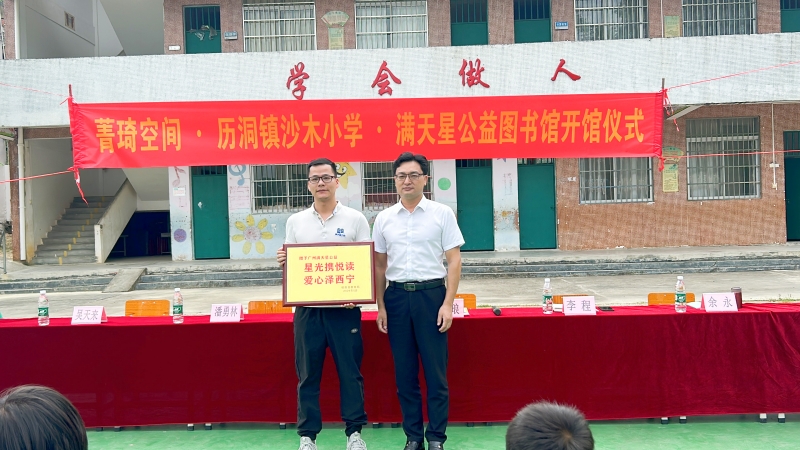 学会做人
菁琦空间·历洞镇沙木小学·满天星公益图书馆开馆仪式
星光携悦读
爱心泽西宁
吴天来
潘勇林
李程
余永